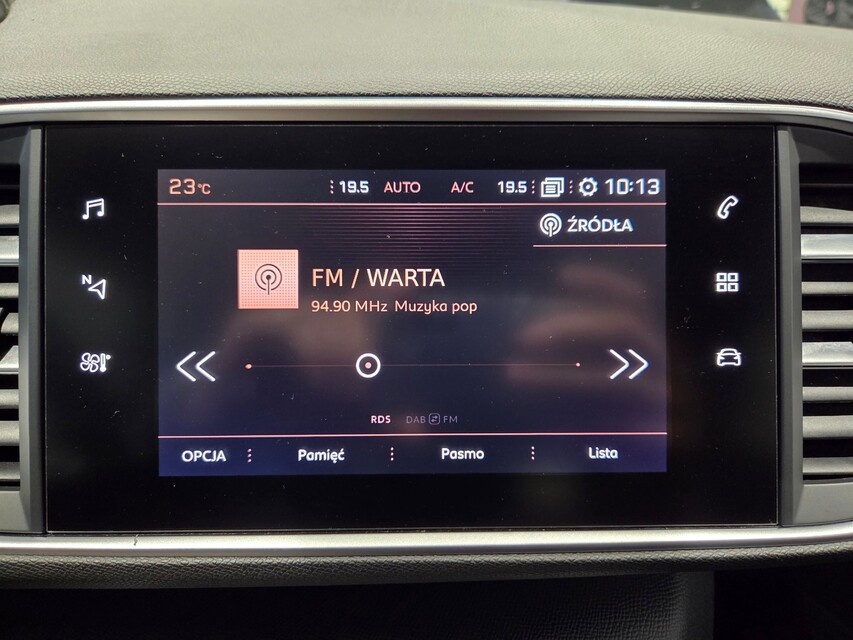 23°C 19.5 AUTO A/C 19.5 10:13
ŹRÓDŁA
FM / WARTA
94.90 MHz Muzyka pop
N
RDS DAB FM
OPCJA Pamięć Pasmo Lista